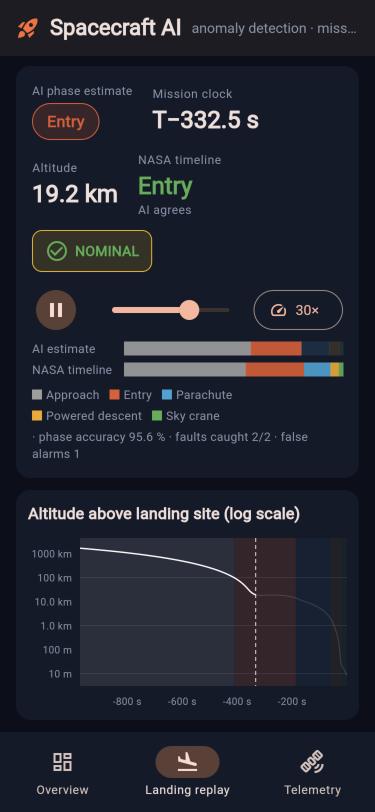 Spacecraft AI anomaly detection · miss…
AI phase estimate
Entry
Mission clock
T−332.5 s
Altitude
19.2 km
NASA timeline
Entry
AI agrees
NOMINAL
30×
AI estimate
NASA timeline
Approach Entry Parachute
Powered descent Sky crane
· phase accuracy 95.6 % · faults caught 2/2 · false
alarms 1
Altitude above landing site (log scale)
1000 km
100 km
10.0 km
1.0 km
100 m
10 m
-800 s -600 s -400 s -200 s
Overview Landing replay Telemetry